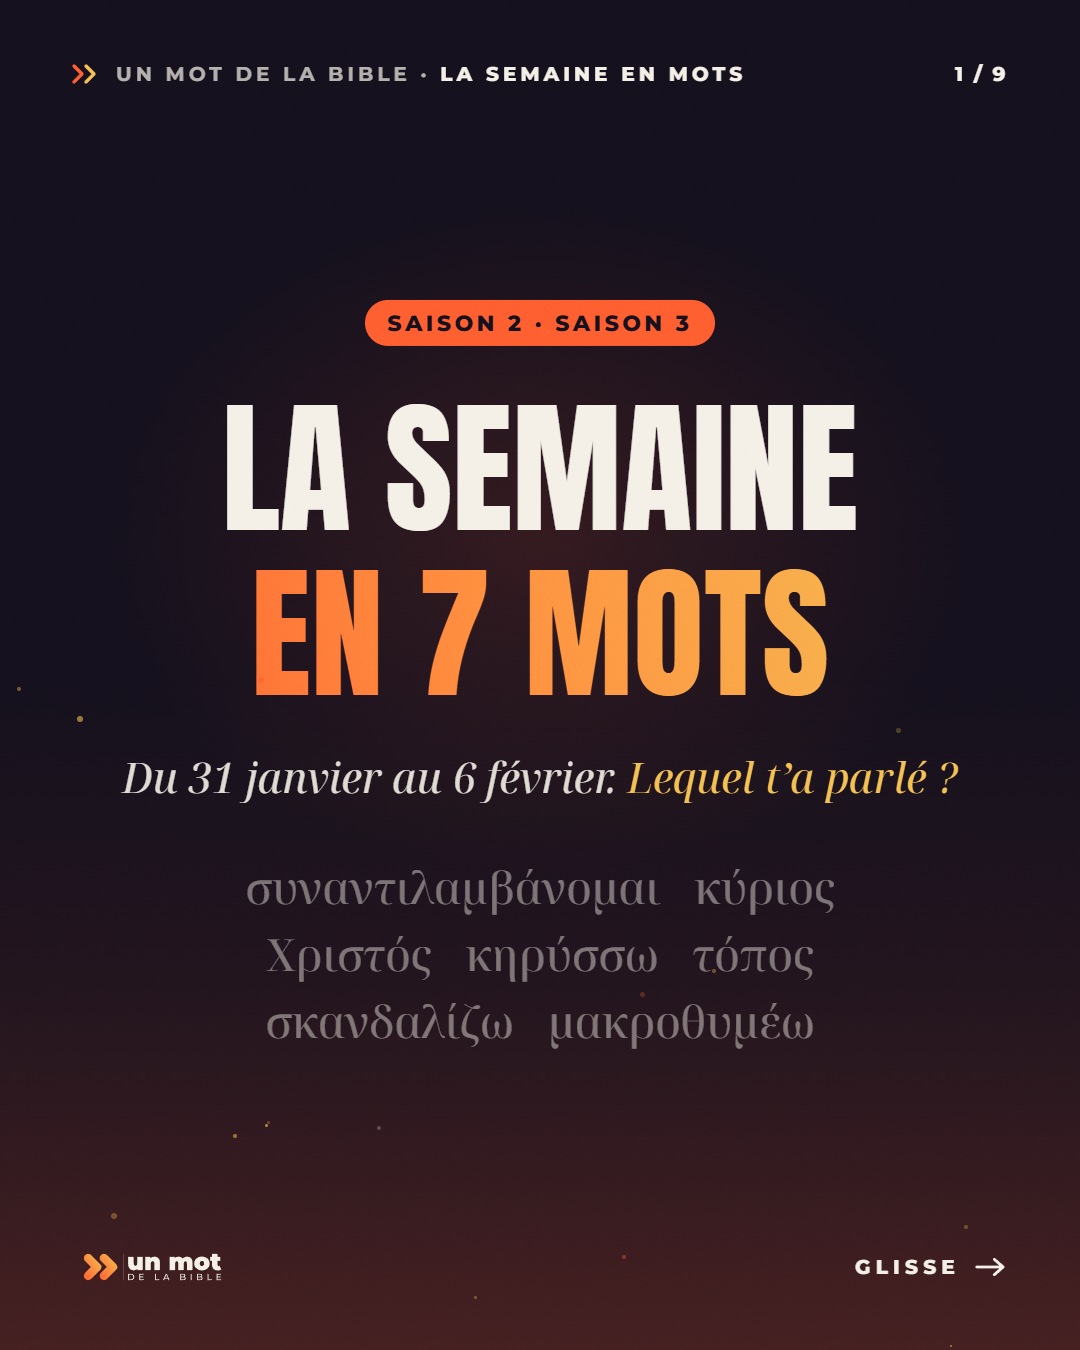 UN MOT DE LA BIBLE · LA SEMAINE EN MOTS
1 / 9
SAISON 2 · SAISON 3
LA SEMAINE
EN 7 MOTS
Du 31 janvier au 6 février. Lequel t’a parlé ?
συναντιλαμβάνομαι κύριος
Χριστός κηρύσσω τόπος
σκανδαλίζω μακροθυμέω
un mot
DE LA BIBLE
GLISSE →